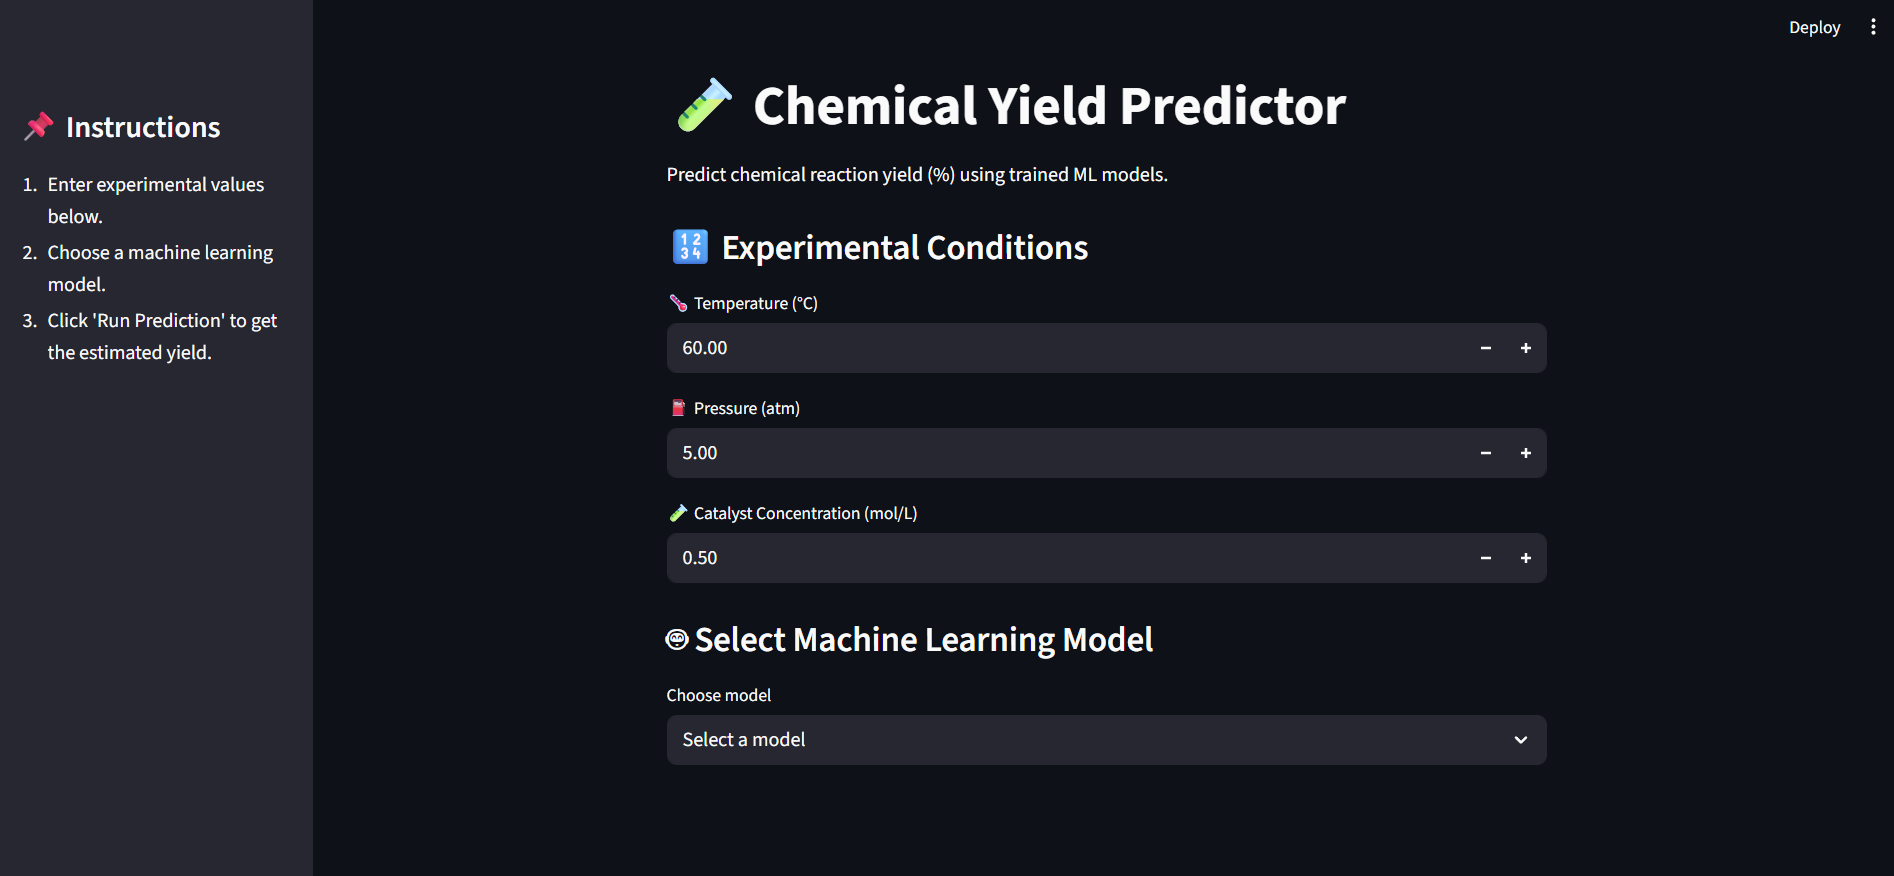 Deploy
Instructions
1. Enter experimental values
below.
2. Choose a machine learning
model.
3. Click 'Run Prediction' to get
the estimated yield.
Chemical Yield Predictor
Predict chemical reaction yield (%) using trained ML models.
Experimental Conditions
Temperature (°C)
60.00
Pressure (atm)
5.00
Catalyst Concentration (mol/L)
0.50
Select Machine Learning Model
Choose model
Select a model